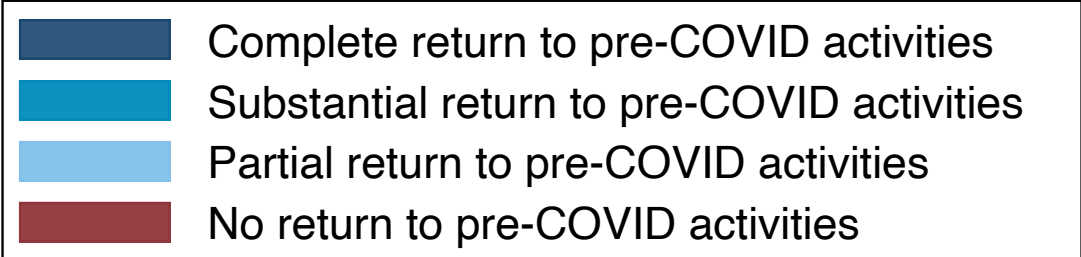 Complete return to pre-COVID activities
Substantial return to pre-COVID activities
Partial return to pre-COVID activities
No return to pre-COVID activities